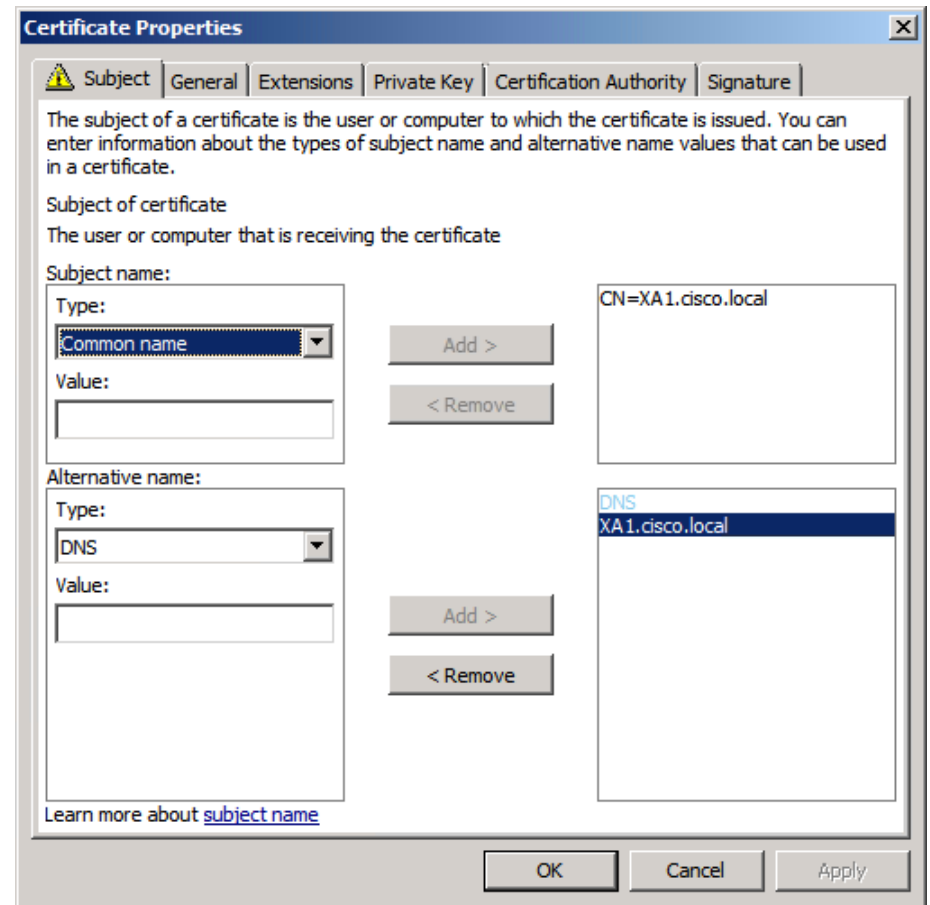 Certificate Properties
Subject General Extensions Private Key Certification Authority Signature
The subject of a certificate is the user or computer to which the certificate is issued. You can
enter information about the types of subject name and alternative name values that can be used
in a certificate.
Subject of certificate
The user or computer that is receiving the certificate
Subject name:
Type:
Common name
Value:
Add >
< Remove
CN=XA1.cisco.local
Alternative name:
Type:
DNS
Value:
Add >
< Remove
DNS
XA1.cisco.local
Learn more about subject name
OK Cancel Apply